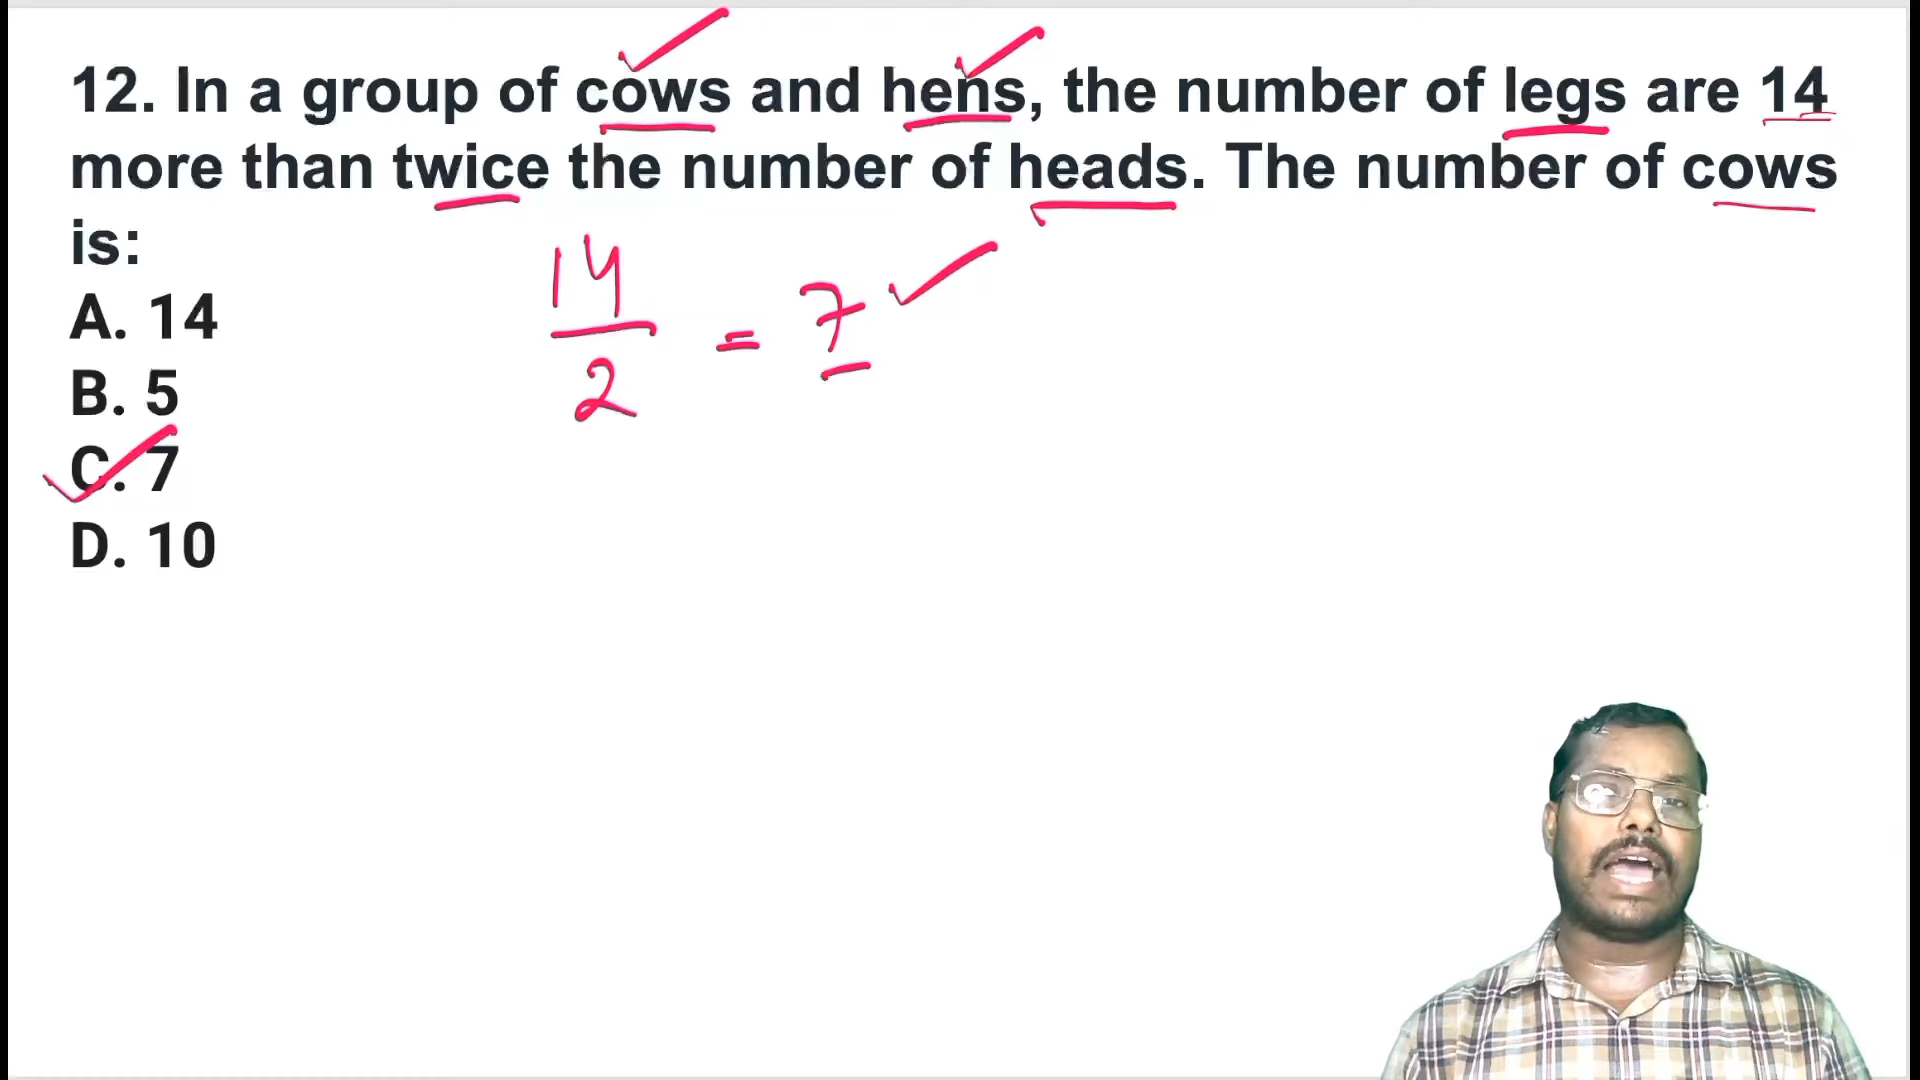 12. In a group of cows and hens, the number of legs are 14
more than twice the number of heads. The number of cows
is:
A. 14
B. 5
C. 7
D. 10
14
2
= 7